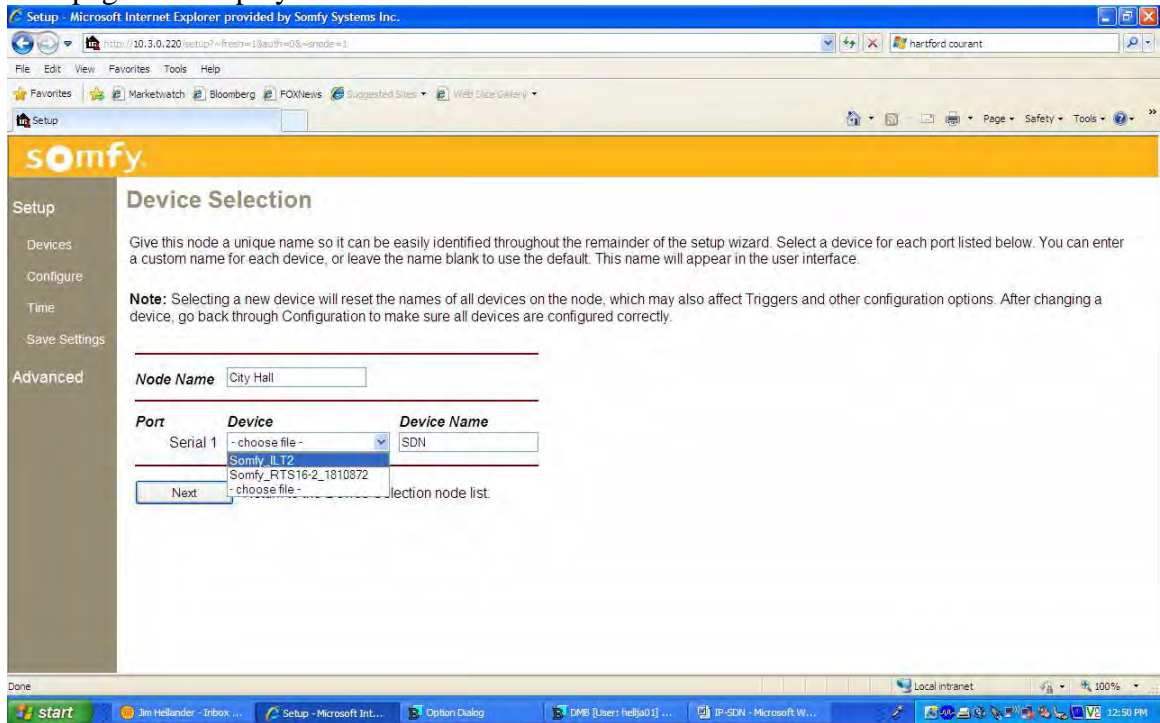 Setup - Microsoft Internet Explorer provided by Somfy Systems Inc.
http://10.3.0.220/setup?~fresh=1&auth=0&~snode=1
hartford courant
File Edit View Favorites Tools Help
Favorites Marketwatch Bloomberg FOXNews Suggested Sites Web Slice Gallery
Setup
Page Safety Tools
somfy.
Setup
Devices
Configure
Time
Save Settings
Advanced
Device Selection
Give this node a unique name so it can be easily identified throughout the remainder of the setup wizard. Select a device for each port listed below. You can enter
a custom name for each device, or leave the name blank to use the default. This name will appear in the user interface.
Note: Selecting a new device will reset the names of all devices on the node, which may also affect Triggers and other configuration options. After changing a
device, go back through Configuration to make sure all devices are configured correctly.
Node Name City Hall
Port Device Device Name
Serial 1 - choose file - SDN
Somfy_ILT2
Somfy_RTS16-2_1810872
- choose file -
Next lection node list.
Done Local intranet 100%
start Jim Hellander - Inbox ... Setup - Microsoft Int... Option Dialog DMB [User: hellja01] ... IP-SDN - Microsoft W... 12:50 PM